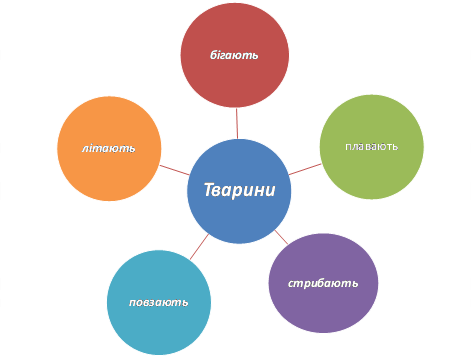 бігають
літають
плавають
Тварини
стрибають
повзають